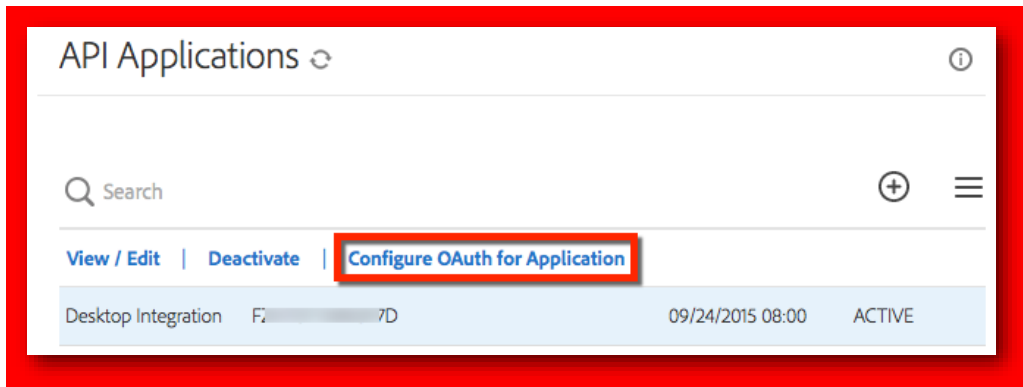 API Applications
Search
View / Edit | Deactivate | Configure OAuth for Application
Desktop Integration 7D 09/24/2015 08:00 ACTIVE